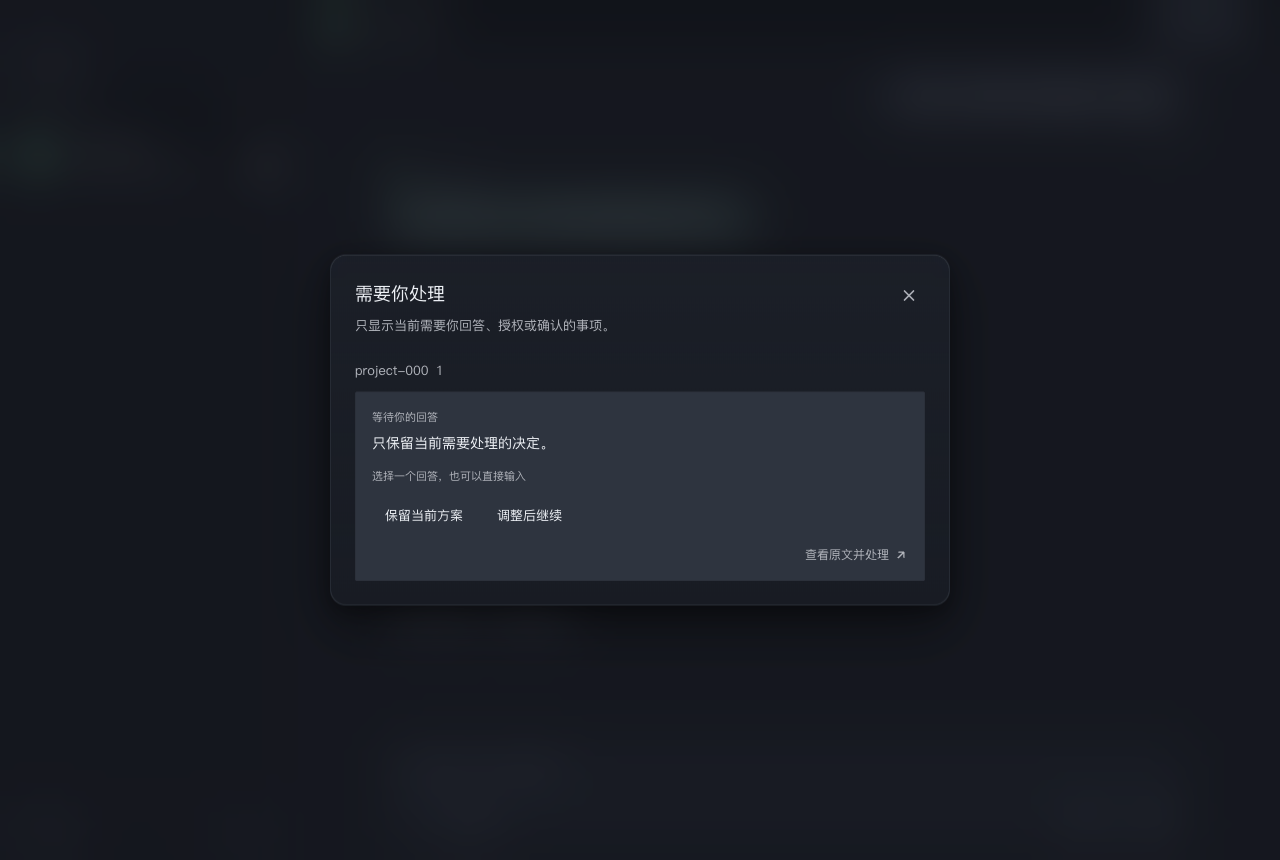 需要你处理
只显示当前需要你回答、授权或确认的事项。
project-000 1
等待你的回答
只保留当前需要处理的决定。
选择一个回答，也可以直接输入
保留当前方案 调整后继续
查看原文并处理